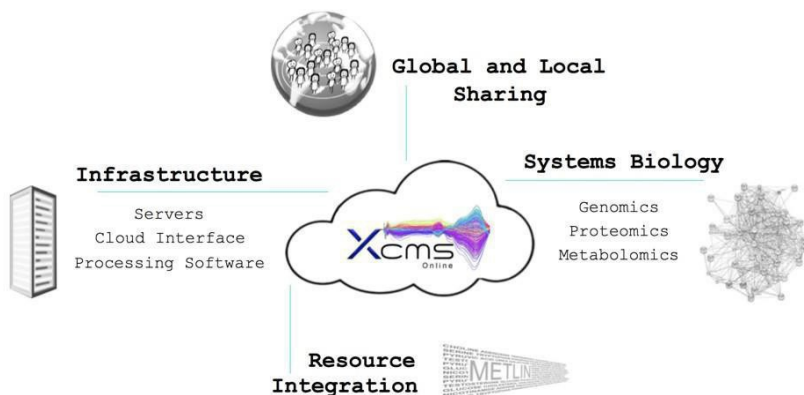 Global and Local
Sharing
Infrastructure
Servers
Cloud Interface
Processing Software
Systems Biology
Genomics
Proteomics
Metabolomics
Xcms
Online
Resource
Integration
METLIN